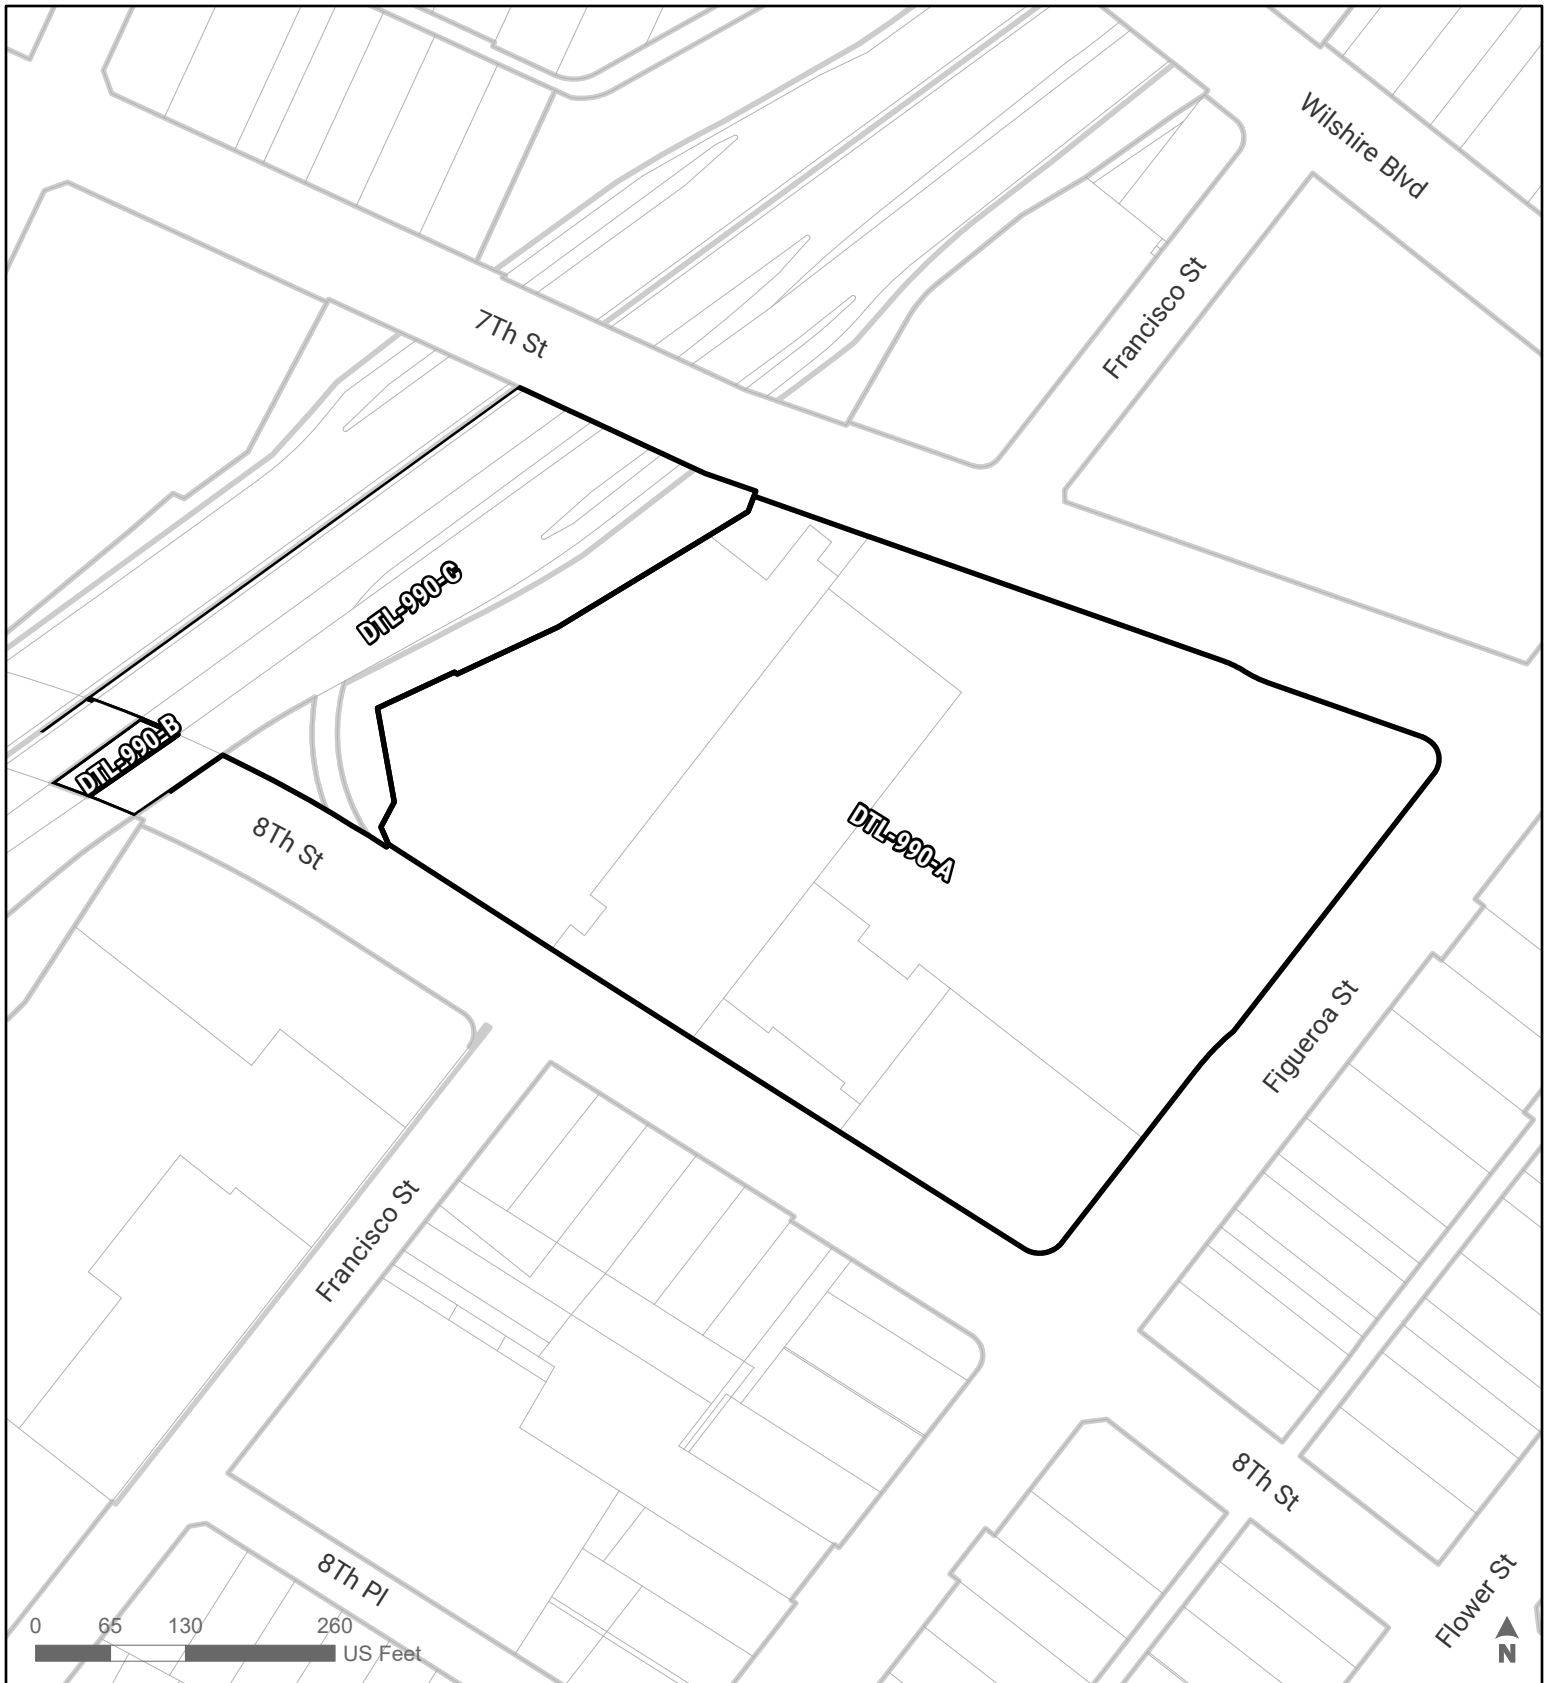 Wilshire Blvd
Francisco St
7Th St
DTL-990-C
DTL-990-B
8Th St
DTL-990-A
Figueroa St
Francisco St
8Th St
8Th Pl
Flower St
0 65 130 260
US Feet
N